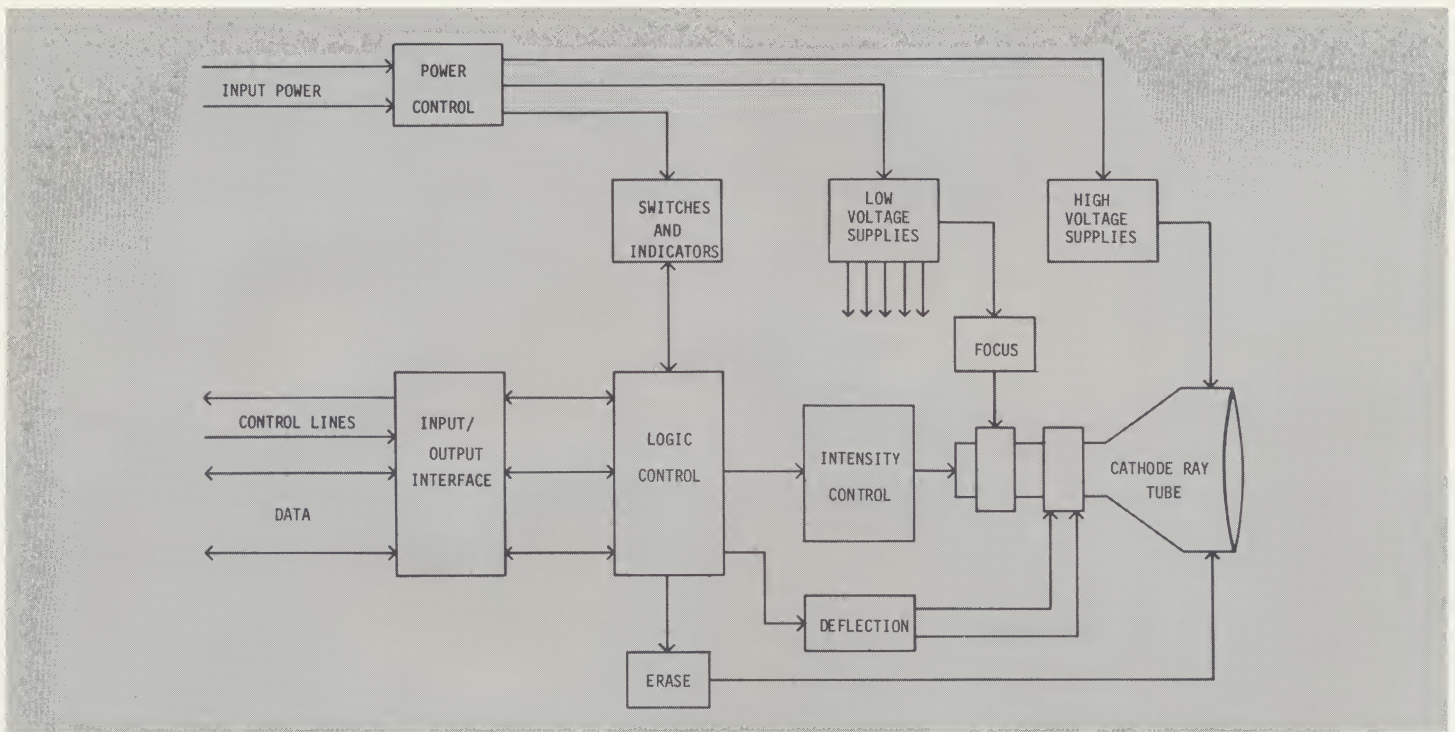 POWER
CONTROL
INPUT POWER
SWITCHES
AND
INDICATORS
LOW
VOLTAGE
SUPPLIES
HIGH
VOLTAGE
SUPPLIES
FOCUS
CONTROL LINES
DATA
INPUT/
OUTPUT
INTERFACE
LOGIC
CONTROL
INTENSITY
CONTROL
CATHODE RAY
TUBE
DEFLECTION
ERASE